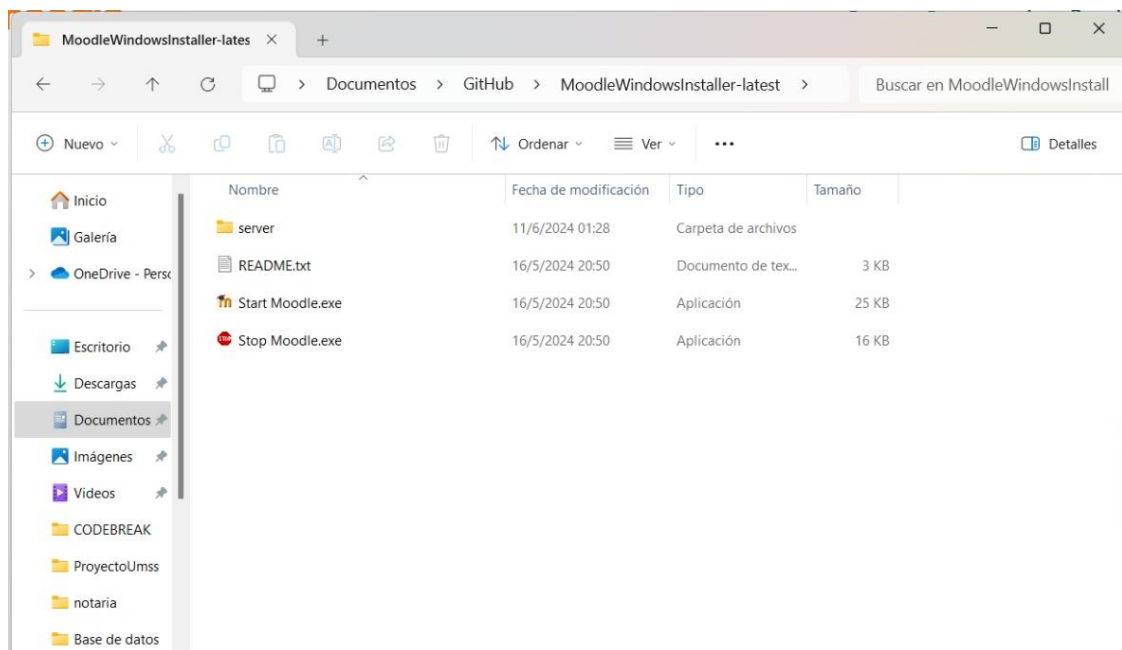 MoodleWindowsInstaller-lates
Documentos > GitHub > MoodleWindowsInstaller-latest >
Buscar en MoodleWindowsInstall
Nuevo
Ordenar
Ver
Detalles
Nombre Fecha de modificación Tipo Tamaño
server 11/6/2024 01:28 Carpeta de archivos
README.txt 16/5/2024 20:50 Documento de tex... 3 KB
Start Moodle.exe 16/5/2024 20:50 Aplicación 25 KB
Stop Moodle.exe 16/5/2024 20:50 Aplicación 16 KB
Inicio
Galería
OneDrive - Perso
Escritorio
Descargas
Documentos
Imágenes
Videos
CODEBREAK
ProyectoUmss
notaria
Base de datos